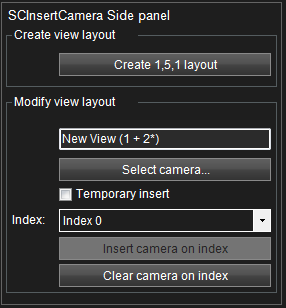 SCInsertCamera Side panel
Create view layout
Create 1,5,1 layout
Modify view layout
New View (1 + 2*)
Select camera...
Temporary insert
Index: Index 0
Insert camera on index
Clear camera on index